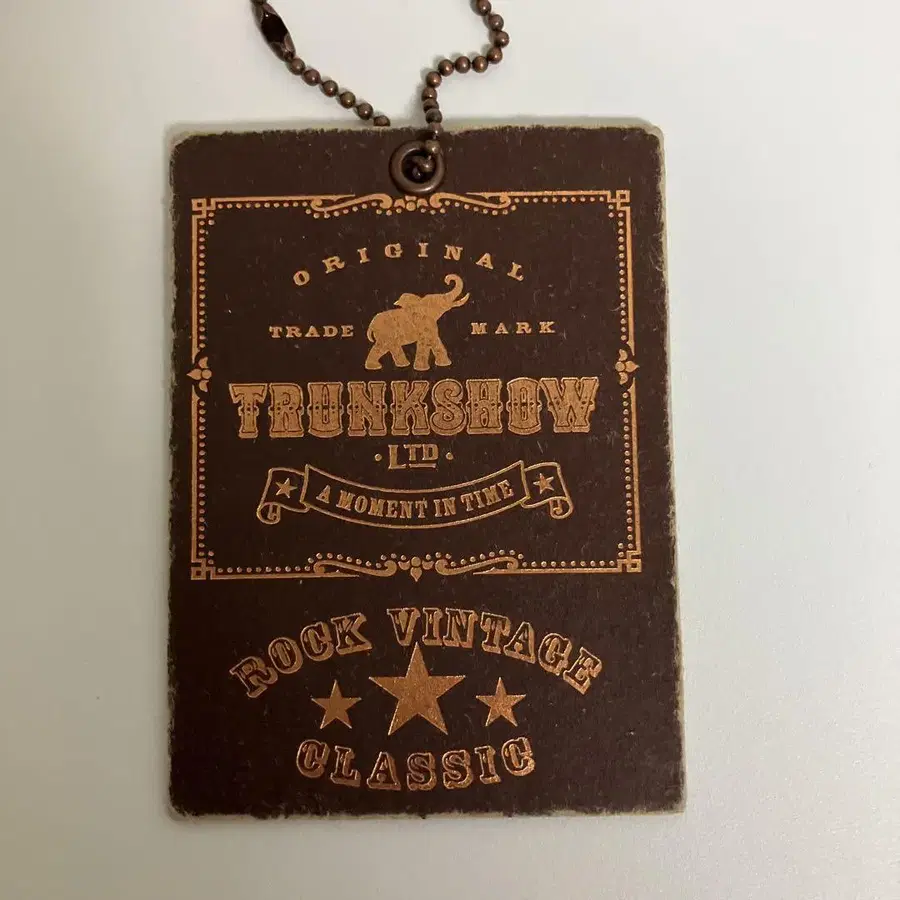 ORIGINAL
TRADE MARK
TRUNKSHOW
LTD
A MOMENT IN TIME
ROCK VINTAGE
CLASSIC